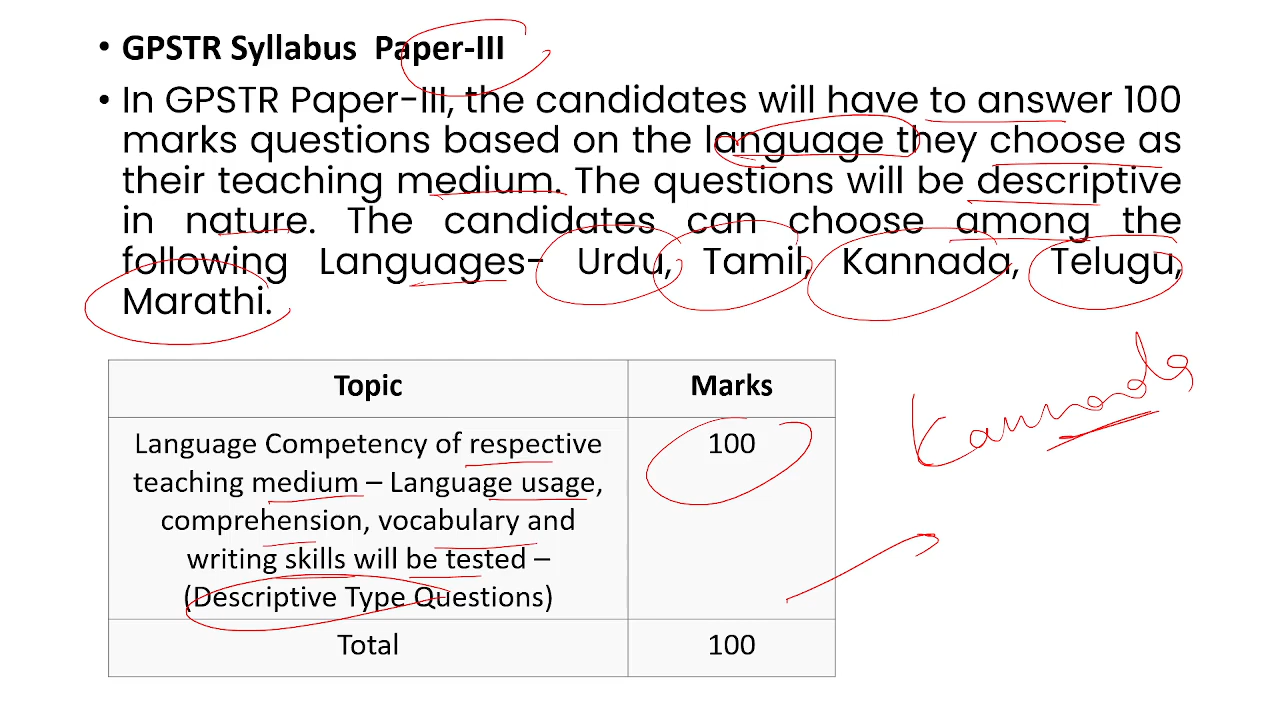 • GPSTR Syllabus Paper-III
• In GPSTR Paper-III, the candidates will have to answer 100
marks questions based on the language they choose as
their teaching medium. The questions will be descriptive
in nature. The candidates can choose among the
following Languages- Urdu, Tamil, Kannada, Telugu,
Marathi.
Topic Marks
Language Competency of respective 100
teaching medium – Language usage,
comprehension, vocabulary and
writing skills will be tested –
(Descriptive Type Questions)
Total 100
Kannada